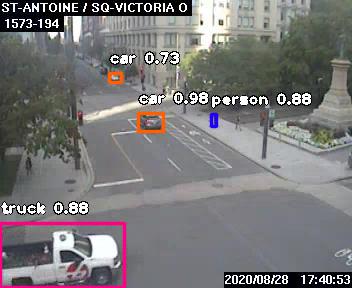 ST-ANTOINE / SQ-VICTORIA O
1573-194
car 0.73
car 0.98
person 0.88
truck 0.88
2020/08/28 17:40:53